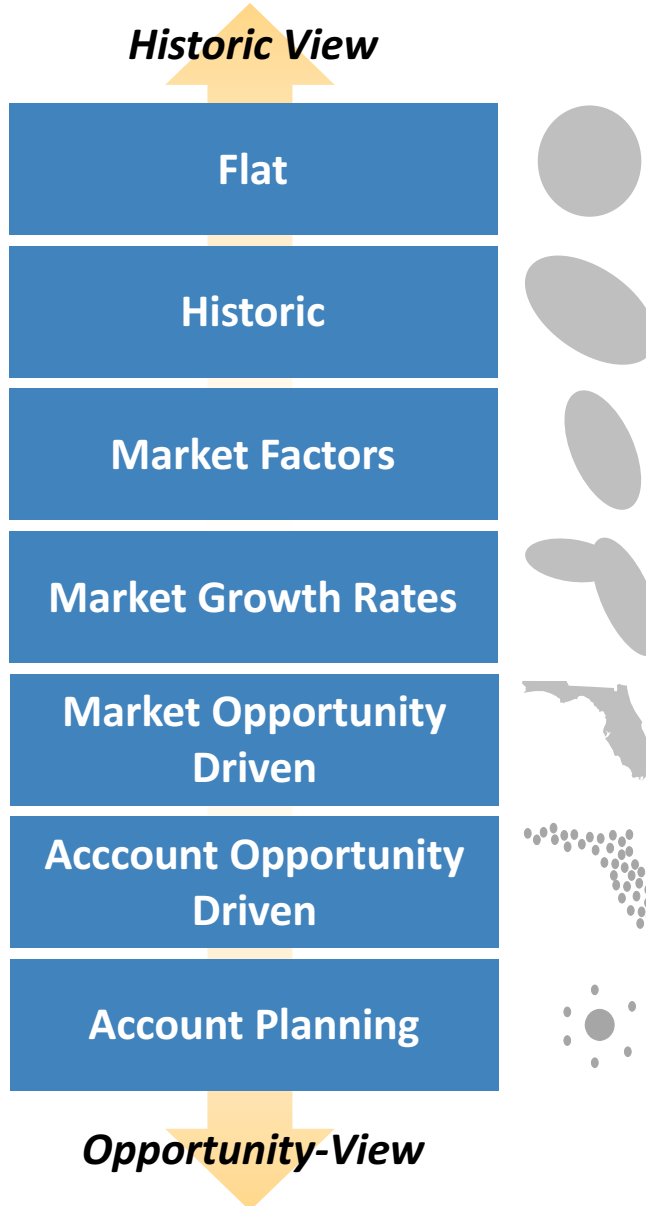 Historic View
Flat
Historic
Market Factors
Market Growth Rates
Market Opportunity
Driven
Acccount Opportunity
Driven
Account Planning
Opportunity-View